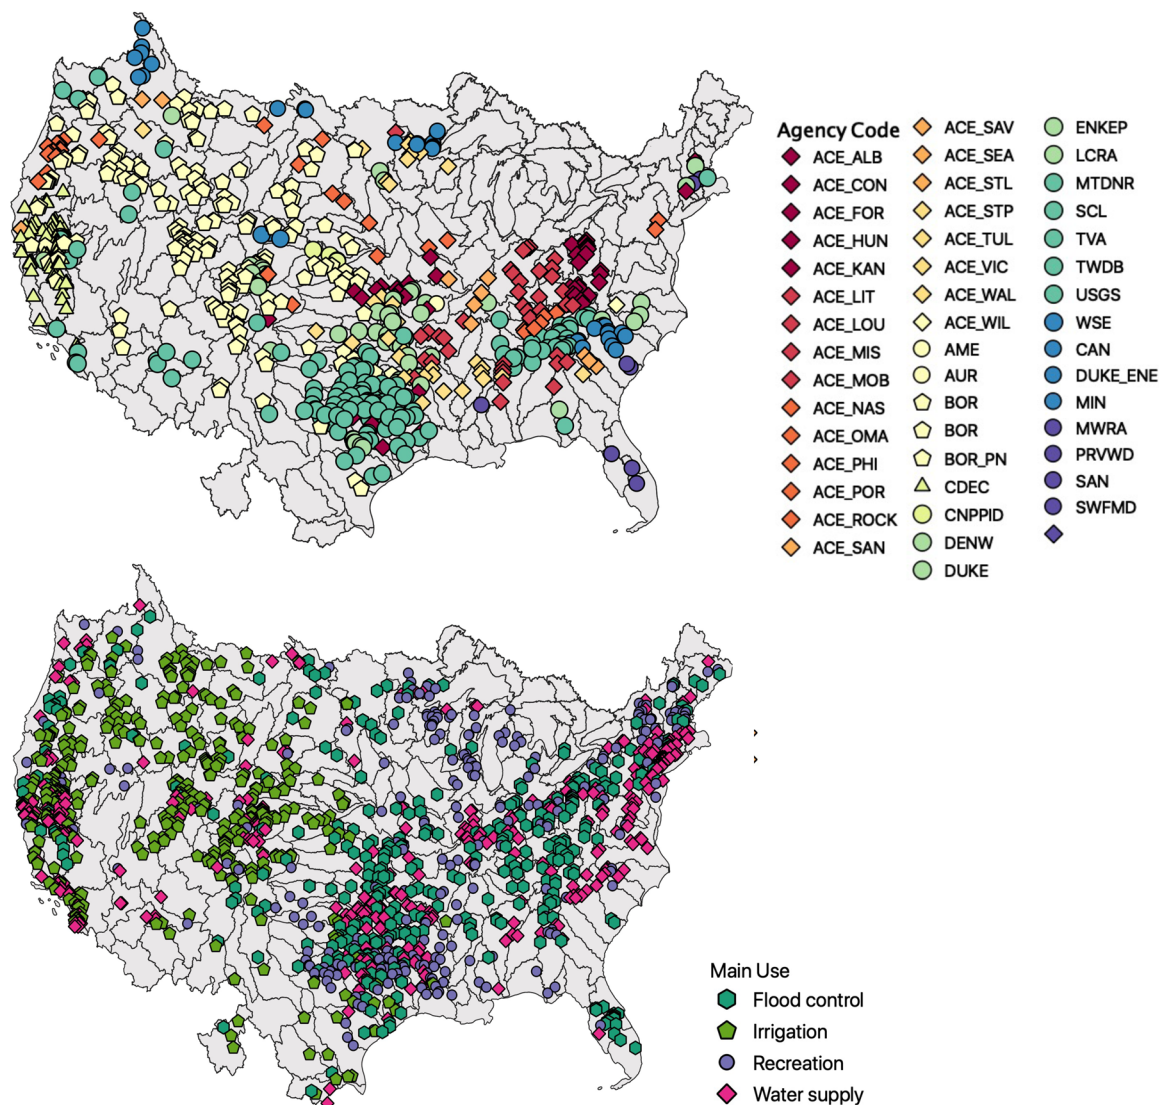 Agency Code
ACE_ALB
ACE_CON
ACE_FOR
ACE_HUN
ACE_KAN
ACE_LIT
ACE_LOU
ACE_MIS
ACE_MOB
ACE_NAS
ACE_OMA
ACE_PHI
ACE_POR
ACE_ROCK
ACE_SAN
ACE_SAV
ACE_SEA
ACE_STL
ACE_STP
ACE_TUL
ACE_VIC
ACE_WAL
ACE_WIL
AME
AUR
BOR
BOR
BOR_PN
CDEC
CNPPID
DENW
DUKE
ENKEP
LCRA
MTDNR
SCL
TVA
TWDB
USGS
WSE
CAN
DUKE_ENE
MIN
MWRA
PRVWD
SAN
SWFMD
Main Use
Flood control
Irrigation
Recreation
Water supply